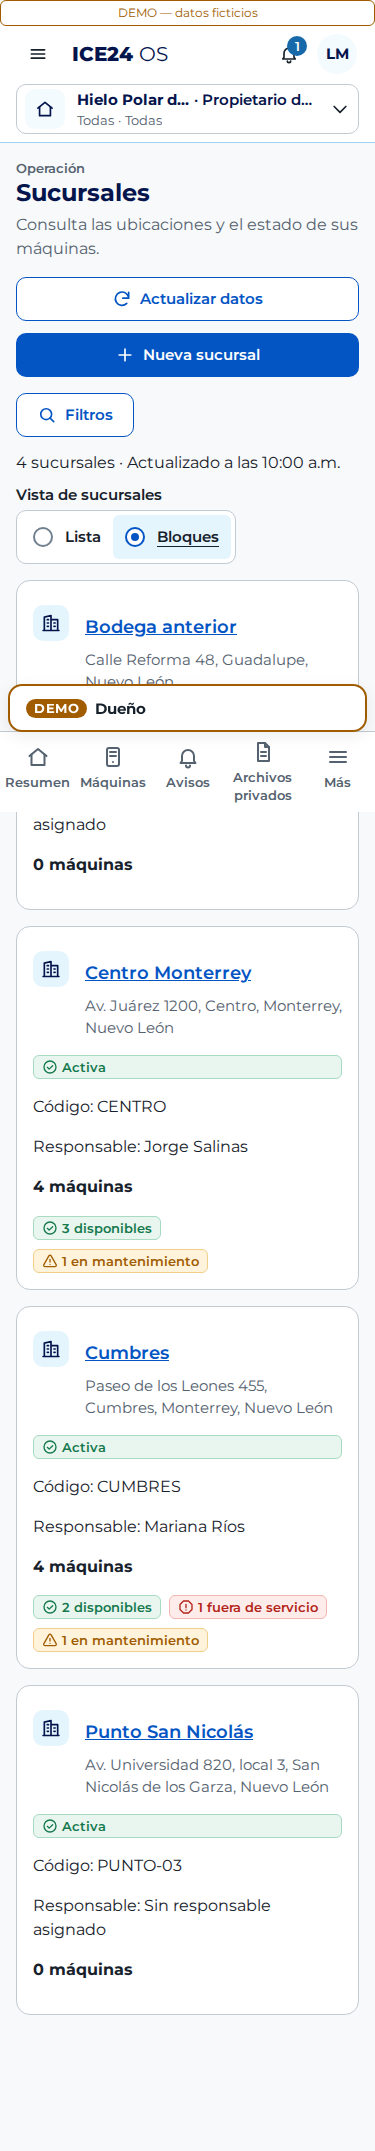 DEMO — datos ficticios
ICE24 OS
1
LM
Hielo Polar d... · Propietario d...
Todas · Todas
Operación
Sucursales
Consulta las ubicaciones y el estado de sus
máquinas.
Actualizar datos
Nueva sucursal
Filtros
4 sucursales · Actualizado a las 10:00 a.m.
Vista de sucursales
Lista
Bloques
Bodega anterior
Calle Reforma 48, Guadalupe,
Nuevo León
DEMO Dueño
Resumen
Máquinas
Avisos
Archivos
privados
Más
asignado
0 máquinas
Centro Monterrey
Av. Juárez 1200, Centro, Monterrey,
Nuevo León
Activa
Código: CENTRO
Responsable: Jorge Salinas
4 máquinas
3 disponibles
1 en mantenimiento
Cumbres
Paseo de los Leones 455,
Cumbres, Monterrey, Nuevo León
Activa
Código: CUMBRES
Responsable: Mariana Ríos
4 máquinas
2 disponibles
1 fuera de servicio
1 en mantenimiento
Punto San Nicolás
Av. Universidad 820, local 3, San
Nicolás de los Garza, Nuevo León
Activa
Código: PUNTO-03
Responsable: Sin responsable
asignado
0 máquinas